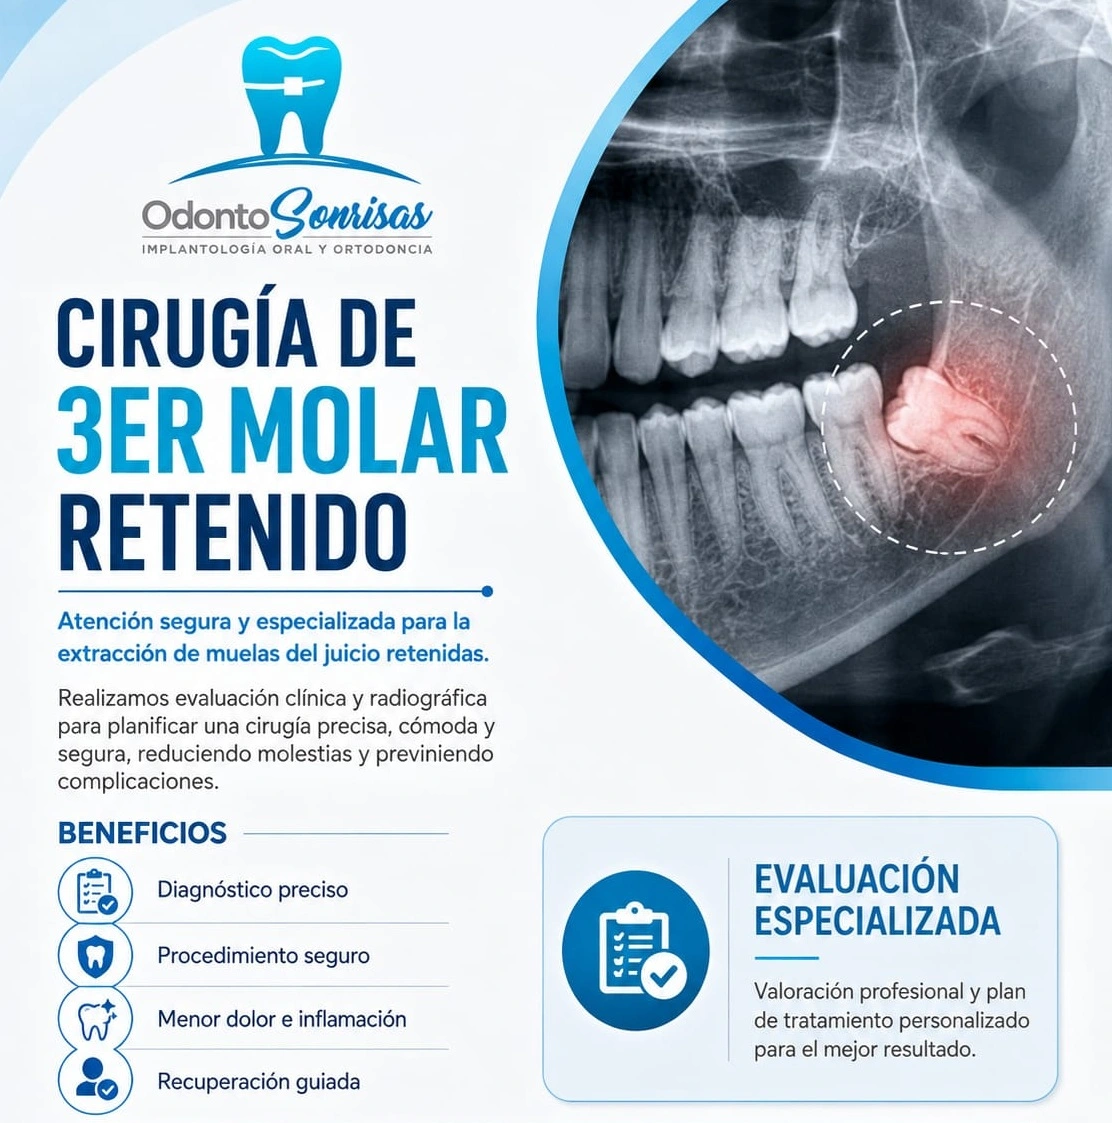 Odonto Sonrisas
IMPLANTOLOGÍA ORAL Y ORTODONCIA
CIRUGÍA DE
3ER MOLAR
RETENIDO
Atención segura y especializada para la
extracción de muelas del juicio retenidas.
Realizamos evaluación clínica y radiográfica
para planificar una cirugía precisa, cómoda y
segura, reduciendo molestias y previniendo
complicaciones.
BENEFICIOS
Diagnóstico preciso
Procedimiento seguro
Menor dolor e inflamación
Recuperación guiada
EVALUACIÓN
ESPECIALIZADA
Valoración profesional y plan
de tratamiento personalizado
para el mejor resultado.